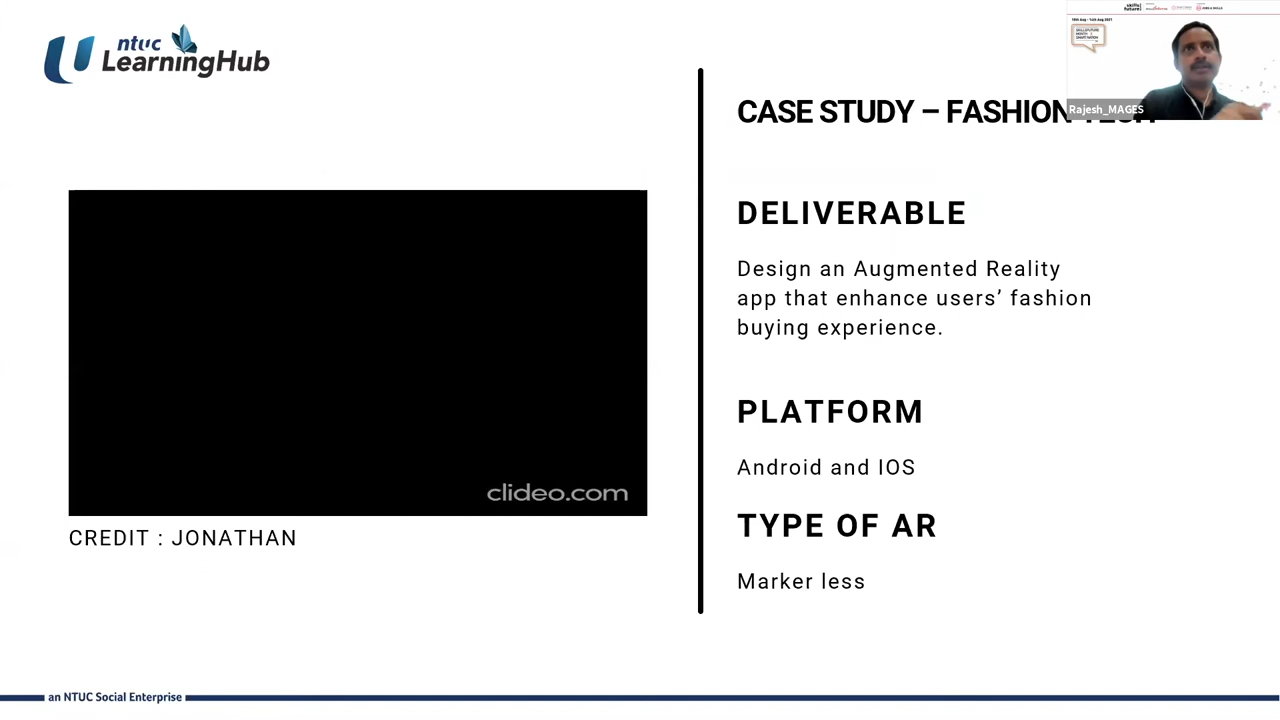 ntuc
LearningHub
Rajesh_MAGES
CASE STUDY – FASHION TECH
DELIVERABLE
Design an Augmented Reality
app that enhance users’ fashion
buying experience.
PLATFORM
Android and IOS
TYPE OF AR
Marker less
clideo.com
CREDIT : JONATHAN
an NTUC Social Enterprise